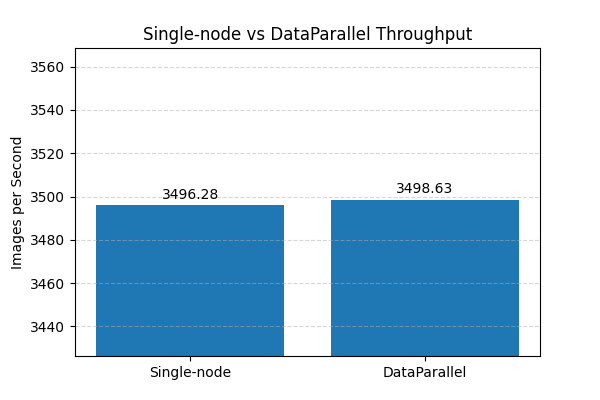 Single-node vs DataParallel Throughput
Images per Second
3560
3540
3520
3500
3480
3460
3440
3496.28
3498.63
Single-node
DataParallel